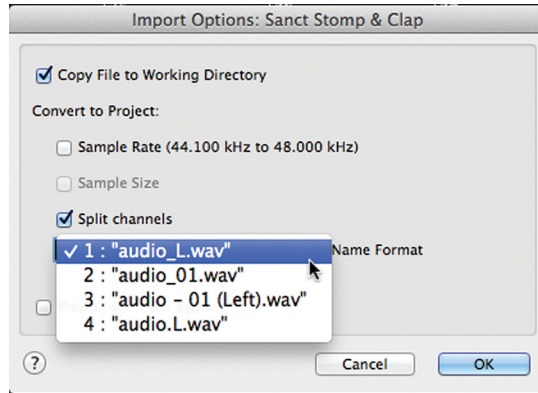 Import Options: Sanct Stomp & Clap
Copy File to Working Directory
Convert to Project:
Sample Rate (44.100 kHz to 48.000 kHz)
Sample Size
Split channels
✓ 1 : "audio_L.wav"
Name Format
2 : "audio_01.wav"
3 : "audio - 01 (Left).wav"
4 : "audio.L.wav"
?
Cancel
OK